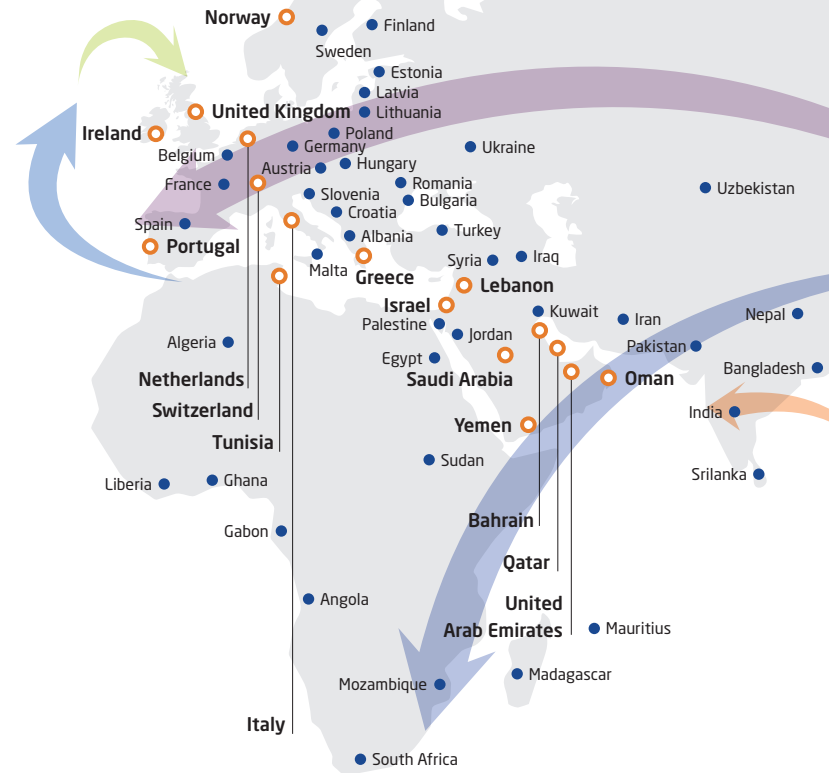 Norway
Finland
Sweden
Estonia
Latvia
United Kingdom
Lithuania
Ireland
Poland
Germany
Ukraine
Belgium
Austria
Hungary
France
Romania
Uzbekistan
Slovenia
Bulgaria
Croatia
Spain
Turkey
Albania
Portugal
Malta
Greece
Syria
Iraq
Lebanon
Israel
Kuwait
Iran
Nepal
Palestine
Jordan
Algeria
Pakistan
Egypt
Bangladesh
Netherlands
Saudi Arabia
Oman
Switzerland
India
Yemen
Tunisia
Sudan
Srilanka
Liberia
Ghana
Bahrain
Gabon
Qatar
Angola
United
Arab Emirates
Mauritius
Madagascar
Mozambique
Italy
South Africa